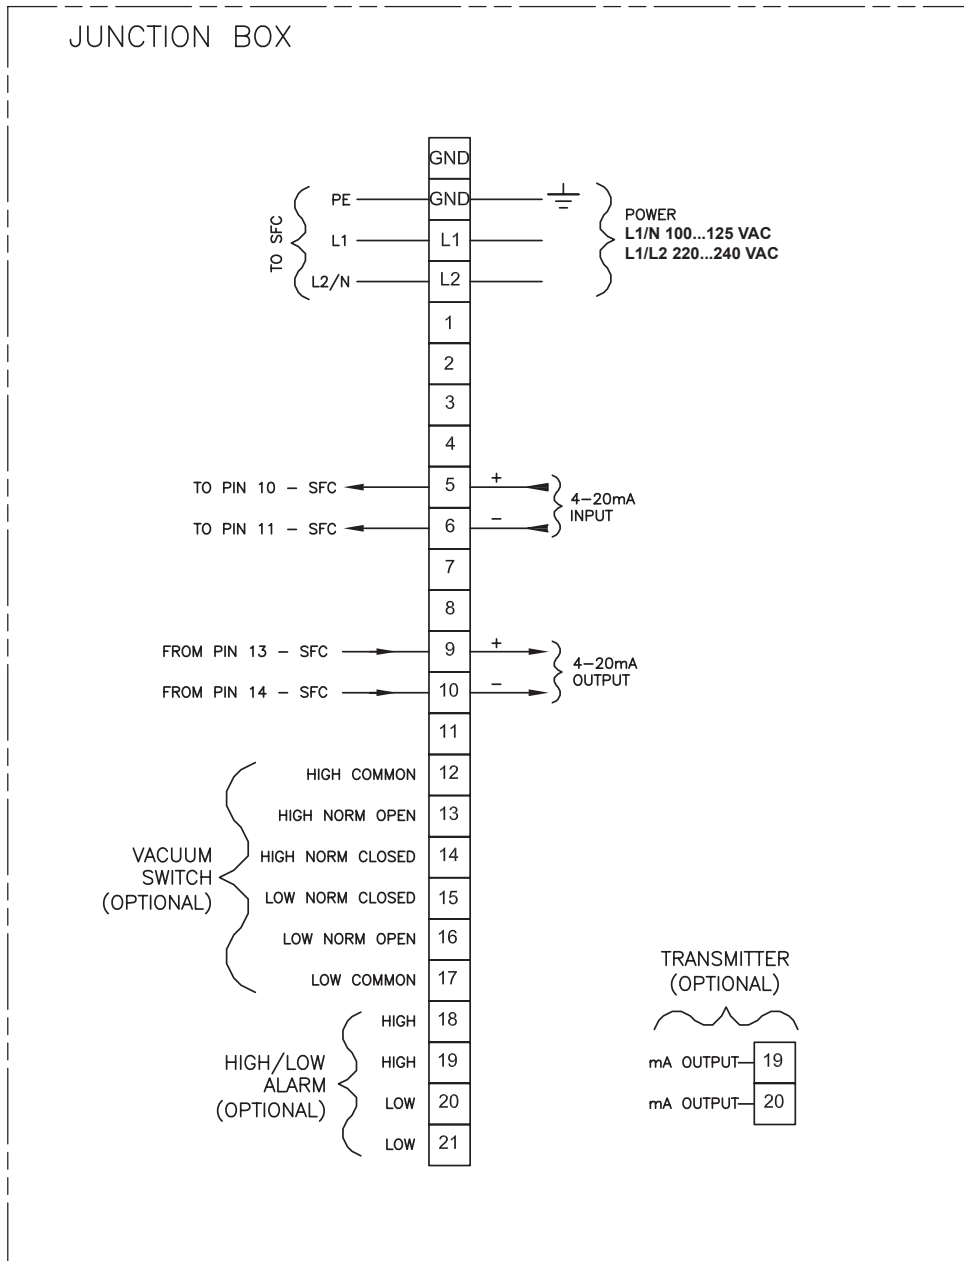 JUNCTION BOX
GND
PE GND
L1 L1
L2/N L2
TO SFC
POWER
L1/N 100...125 VAC
L1/L2 220...240 VAC
1
2
3
4
TO PIN 10 - SFC 5 +
TO PIN 11 - SFC 6 -
4-20mA
INPUT
7
8
FROM PIN 13 - SFC 9 +
FROM PIN 14 - SFC 10 -
4-20mA
OUTPUT
11
HIGH COMMON 12
HIGH NORM OPEN 13
HIGH NORM CLOSED 14
LOW NORM CLOSED 15
LOW NORM OPEN 16
LOW COMMON 17
VACUUM
SWITCH
(OPTIONAL)
HIGH 18
HIGH 19
LOW 20
LOW 21
HIGH/LOW
ALARM
(OPTIONAL)
TRANSMITTER
(OPTIONAL)
mA OUTPUT 19
mA OUTPUT 20